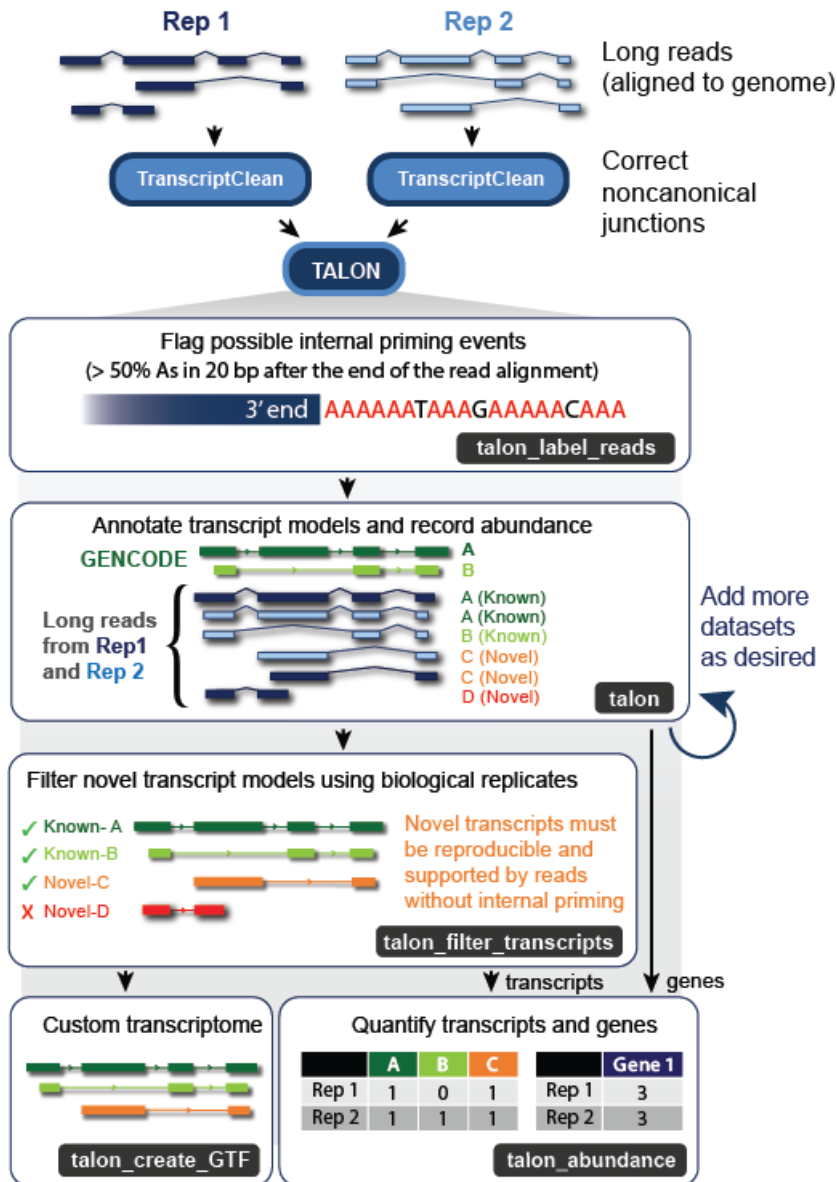 Rep 1
Rep 2
Long reads
(aligned to genome)
TranscriptClean
TranscriptClean
Correct
noncanonical
junctions
TALON
Flag possible internal priming events
(> 50% As in 20 bp after the end of the read alignment)
3' end AAAAAATAAAGAAAAACAAA
talon_label_reads
Annotate transcript models and record abundance
GENCODE
A
B
Long reads
from Rep1
and Rep 2
A (Known)
A (Known)
B (Known)
C (Novel)
C (Novel)
D (Novel)
talon
Add more
datasets
as desired
Filter novel transcript models using biological replicates
✓ Known- A
✓ Known-B
✓ Novel-C
X Novel-D
Novel transcripts must
be reproducible and
supported by reads
without internal priming
talon_filter_transcripts
transcripts
genes
Custom transcriptome
talon_create_GTF
Quantify transcripts and genes
A B C
Rep 1 1 0 1
Rep 2 1 1 1
Gene 1
Rep 1 3
Rep 2 3
talon_abundance